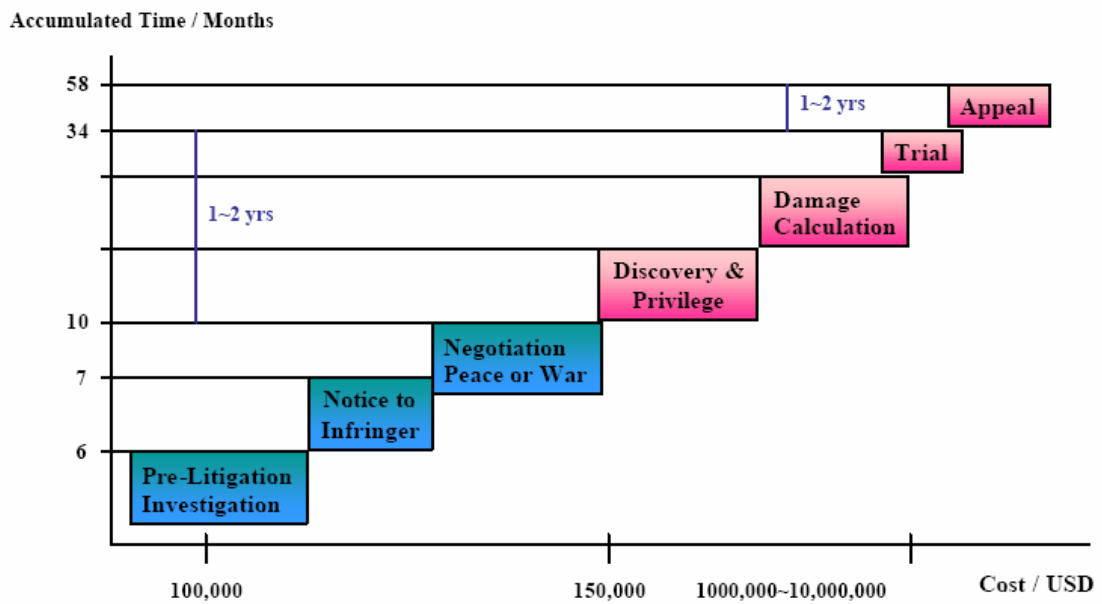 Accumulated Time / Months
58
1~2 yrs
Appeal
34
Trial
1~2 yrs
Damage
Calculation
Discovery &
Privilege
10
Negotiation
Peace or War
7
Notice to
Infringer
6
Pre-Litigation
Investigation
100,000
150,000
1000,000~10,000,000
Cost / USD